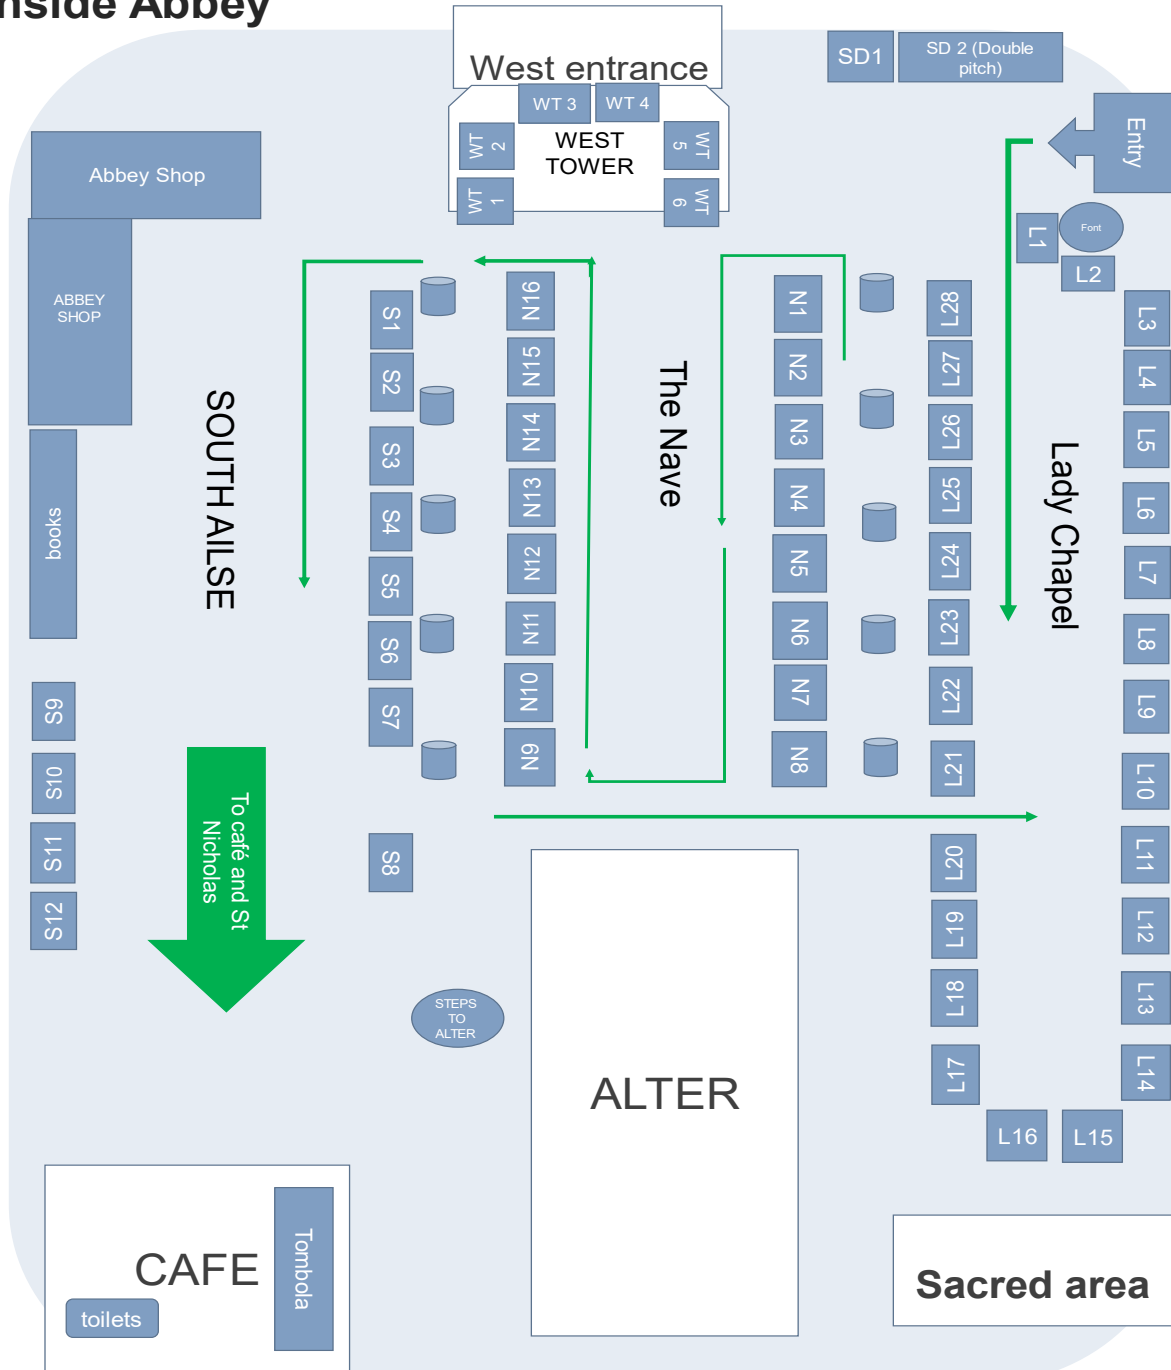 nside Abbey
West entrance
SD1
SD 2 (Double
pitch)
WT 3
WT 4
WT
2
WEST
TOWER
WT
5
WT
1
WT
6
Entry
Abbey Shop
ABBEY
SHOP
books
Font
L1
L2
L3
L4
L5
L6
L7
L8
L9
L10
L11
L12
L13
L14
L15
L16
L17
L18
L19
L20
L21
L22
L23
L24
L25
L26
L27
L28
Lady Chapel
N1
N2
N3
N4
N5
N6
N7
N8
The Nave
N16
N15
N14
N13
N12
N11
N10
N9
S1
S2
S3
S4
S5
S6
S7
S8
SOUTH AILSE
S9
S10
S11
S12
To café and St
Nicholas
STEPS
TO
ALTER
ALTER
CAFE
Tombola
toilets
Sacred area